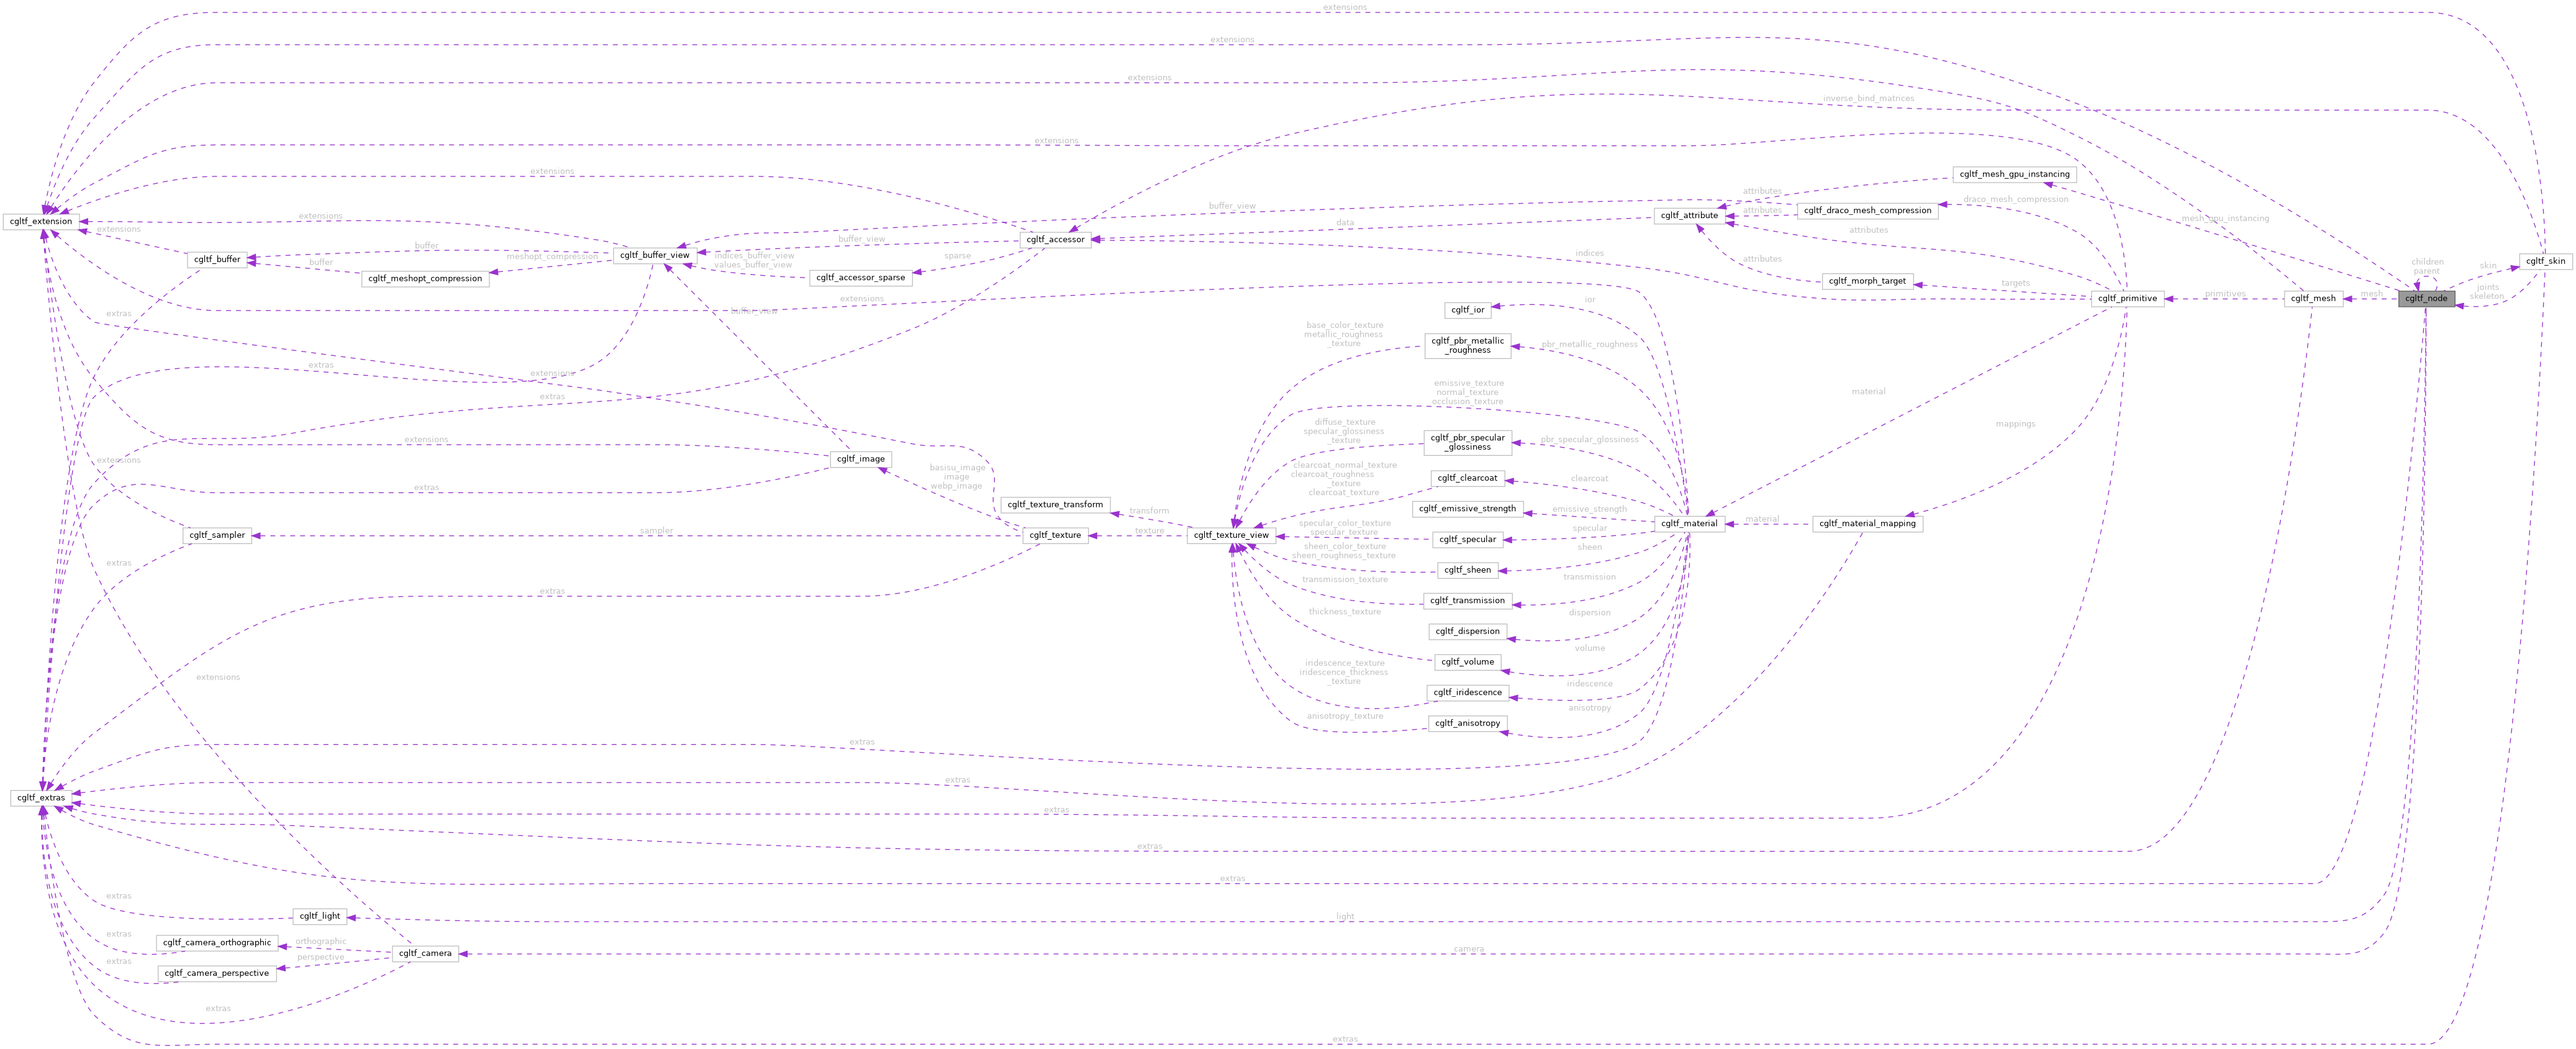 extensions
extensions
extensions
inverse_bind_matrices
extensions
extensions
cgltf_mesh_gpu_instancing
attributes
draco_mesh_compression
buffer_view
attributes
cgltf_draco_mesh_compression
cgltf_attribute
extensions
mesh_gpu_instancing
cgltf_extension
data
extensions
attributes
cgltf_accessor
buffer_view
buffer
cgltf_buffer
cgltf_buffer_view
meshopt_compression
indices_buffer_view
values_buffer_view
sparse
indices
attributes
children
parent
skin
cgltf_skin
buffer
cgltf_meshopt_compression
cgltf_accessor_sparse
cgltf_morph_target
targets
joints
skeleton
cgltf_primitive
primitives
cgltf_mesh
mesh
cgltf_node
extensions
ior
cgltf_ior
extras
buffer_view
base_color_texture
metallic_roughness
_texture
cgltf_pbr_metallic
_roughness
pbr_metallic_roughness
extras
extensions
emissive_texture
normal_texture
occlusion_texture
material
extras
diffuse_texture
specular_glossiness
_texture
cgltf_pbr_specular
_glossiness
pbr_specular_glossiness
mappings
extensions
extensions
cgltf_image
basisu_image
image
webp_image
clearcoat_normal_texture
clearcoat_roughness
_texture
clearcoat_texture
cgltf_clearcoat
clearcoat
extras
cgltf_texture_transform
transform
cgltf_emissive_strength
emissive_strength
cgltf_material
material
cgltf_material_mapping
cgltf_sampler
sampler
cgltf_texture
texture
cgltf_texture_view
specular_color_texture
specular_texture
cgltf_specular
specular
sheen_color_texture
sheen_roughness_texture
sheen
cgltf_sheen
extras
transmission_texture
transmission
extras
cgltf_transmission
thickness_texture
dispersion
cgltf_dispersion
volume
cgltf_volume
extensions
iridescence_texture
iridescence_thickness
_texture
iridescence
cgltf_iridescence
anisotropy_texture
anisotropy
cgltf_anisotropy
extras
extras
cgltf_extras
extras
extras
extras
extras
cgltf_light
light
extras
cgltf_camera_orthographic
orthographic
cgltf_camera
camera
extras
perspective
cgltf_camera_perspective
extras
extras